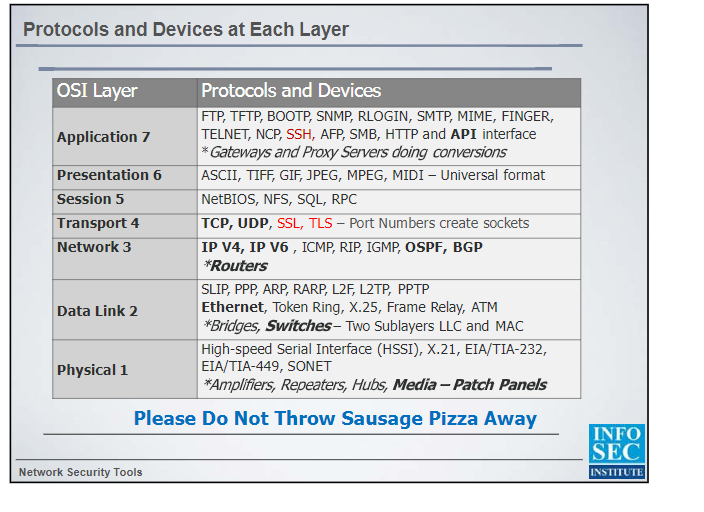 Protocols and Devices at Each Layer
OSI Layer Protocols and Devices
Application 7
FTP, TFTP, BOOTP, SNMP, RLOGIN, SMTP, MIME, FINGER,
TELNET, NCP, SSH, AFP, SMB, HTTP and API interface
*Gateways and Proxy Servers doing conversions
Presentation 6 ASCII, TIFF, GIF, JPEG, MPEG, MIDI – Universal format
Session 5 NetBIOS, NFS, SQL, RPC
Transport 4 TCP, UDP, SSL, TLS – Port Numbers create sockets
Network 3 IP V4, IP V6 , ICMP, RIP, IGMP, OSPF, BGP
*Routers
Data Link 2
SLIP, PPP, ARP, RARP, L2F, L2TP, PPTP
Ethernet, Token Ring, X.25, Frame Relay, ATM
*Bridges, Switches – Two Sublayers LLC and MAC
Physical 1
High-speed Serial Interface (HSSI), X.21, EIA/TIA-232,
EIA/TIA-449, SONET
*Amplifiers, Repeaters, Hubs, Media – Patch Panels
Please Do Not Throw Sausage Pizza Away
Network Security Tools
INFO
SEC
INSTITUTE